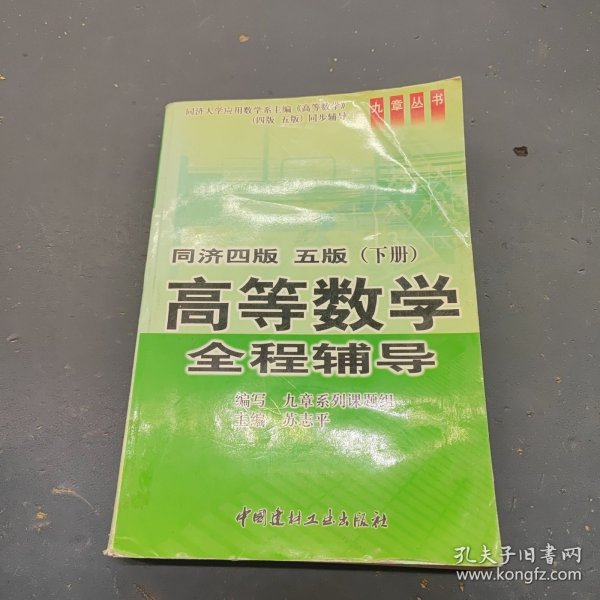 同济大学应用数学系主编《高等数学》
(四版 五版)同步辅导
九章丛书
同济四版 五版(下册)
高等数学
全程辅导
编写 九章系列课题组
主编 苏志平
中国建材工业出版社
孔夫子旧书网
www.kongfz.com